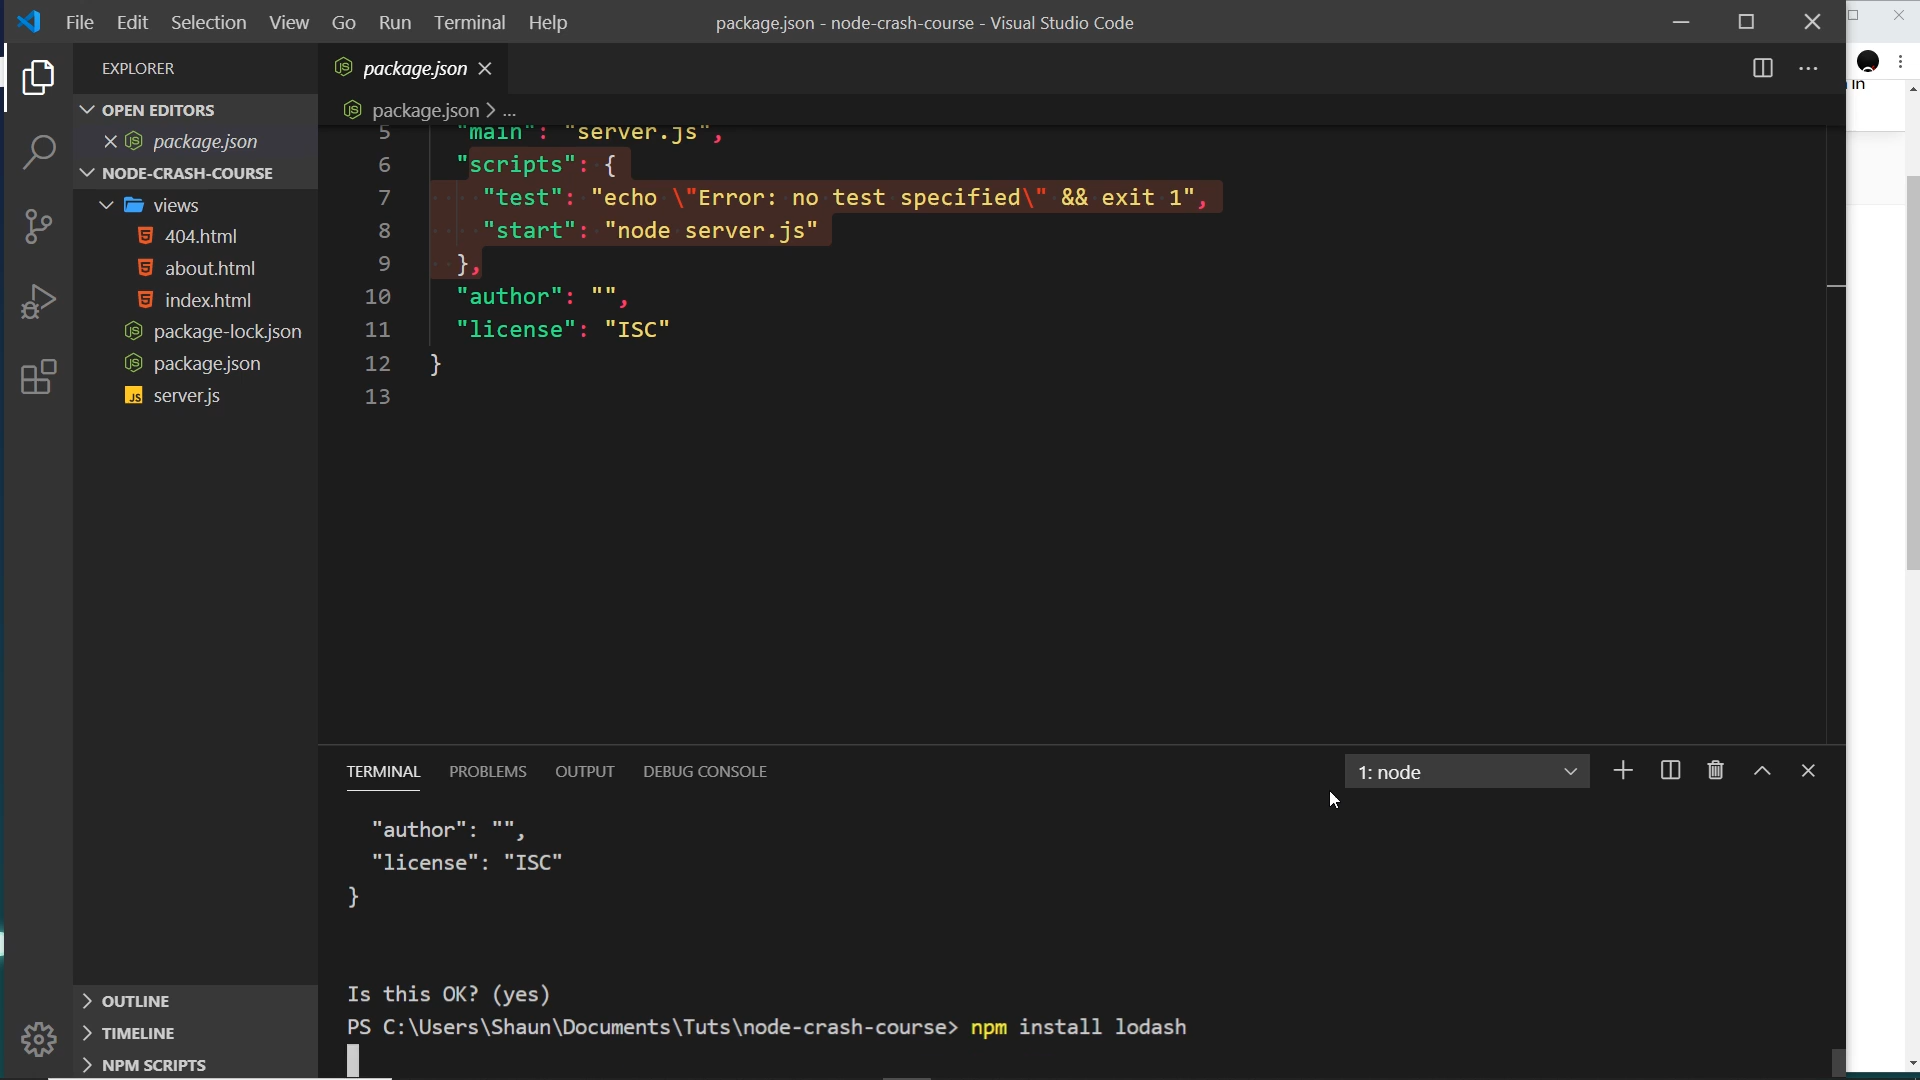 File Edit Selection View Go Run Terminal Help
package.json - node-crash-course - Visual Studio Code
EXPLORER
OPEN EDITORS
package.json
NODE-CRASH-COURSE
views
404.html
about.html
index.html
package-lock.json
package.json
server.js
OUTLINE
TIMELINE
NPM SCRIPTS
package.json
package.json > ...
5 "main": "server.js",
6 "scripts": {
7 "test": "echo \"Error: no test specified\" && exit 1",
8 "start": "node server.js"
9 },
10 "author": "",
11 "license": "ISC"
12 }
13
TERMINAL PROBLEMS OUTPUT DEBUG CONSOLE
1: node
"author": "",
"license": "ISC"
}
Is this OK? (yes)
PS C:\Users\Shaun\Documents\Tuts\node-crash-course> npm install lodash